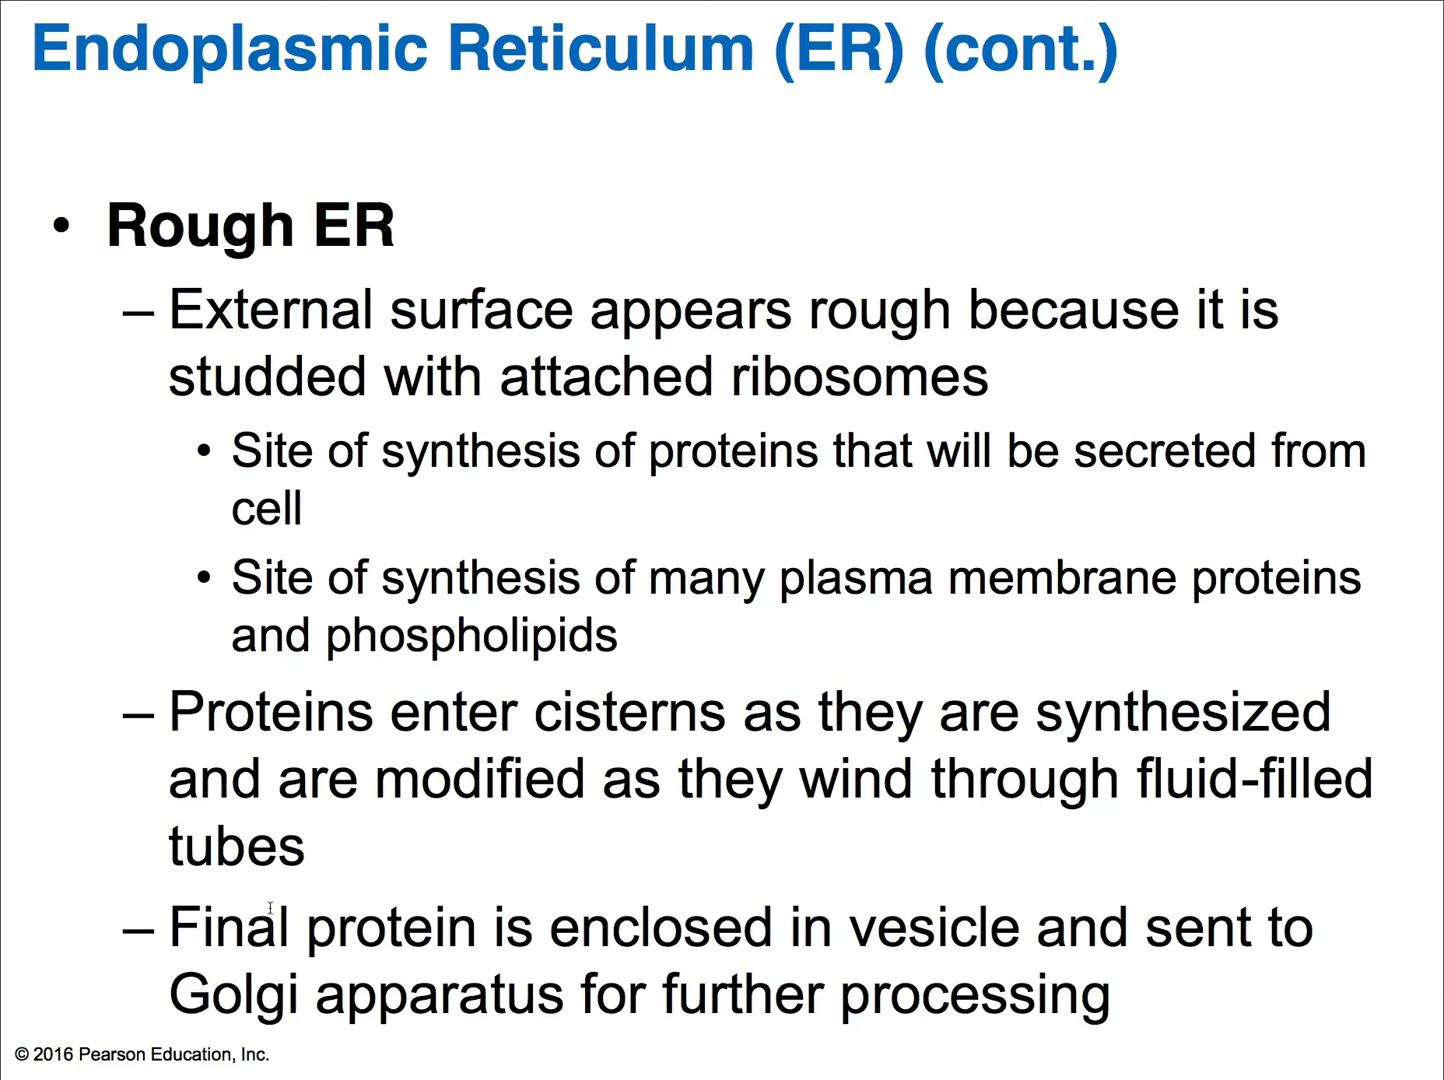 Endoplasmic Reticulum (ER) (cont.)
• Rough ER
– External surface appears rough because it is
studded with attached ribosomes
• Site of synthesis of proteins that will be secreted from
cell
• Site of synthesis of many plasma membrane proteins
and phospholipids
– Proteins enter cisterns as they are synthesized
and are modified as they wind through fluid-filled
tubes
– Final protein is enclosed in vesicle and sent to
Golgi apparatus for further processing
© 2016 Pearson Education, Inc.